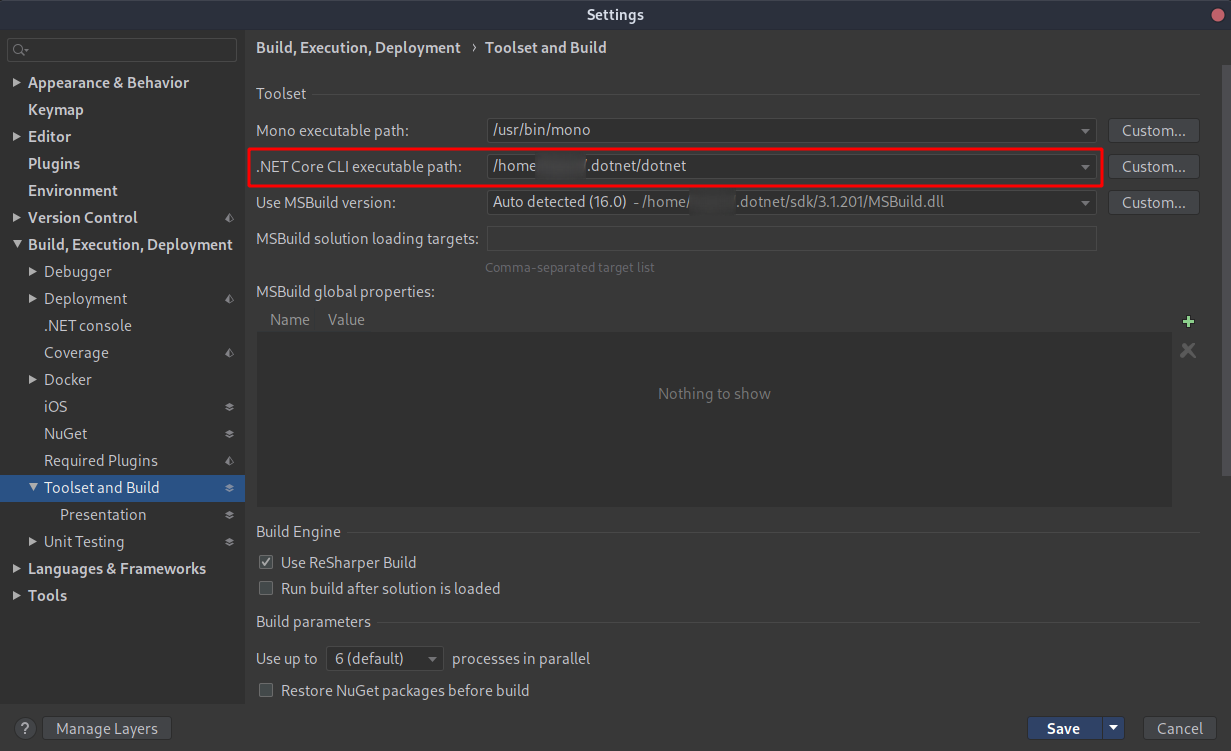 Settings
Appearance & Behavior
Keymap
Editor
Plugins
Environment
Version Control
Build, Execution, Deployment
Debugger
Deployment
.NET console
Coverage
Docker
iOS
NuGet
Required Plugins
Toolset and Build
Presentation
Unit Testing
Languages & Frameworks
Tools
Build, Execution, Deployment › Toolset and Build
Toolset
Mono executable path: /usr/bin/mono Custom...
.NET Core CLI executable path: /home /.dotnet/dotnet Custom...
Use MSBuild version: Auto detected (16.0) - /home/ .dotnet/sdk/3.1.201/MSBuild.dll Custom...
MSBuild solution loading targets:
Comma-separated target list
MSBuild global properties:
Name Value
Nothing to show
Build Engine
Use ReSharper Build
Run build after solution is loaded
Build parameters
Use up to 6 (default) processes in parallel
Restore NuGet packages before build
? Manage Layers Save Cancel